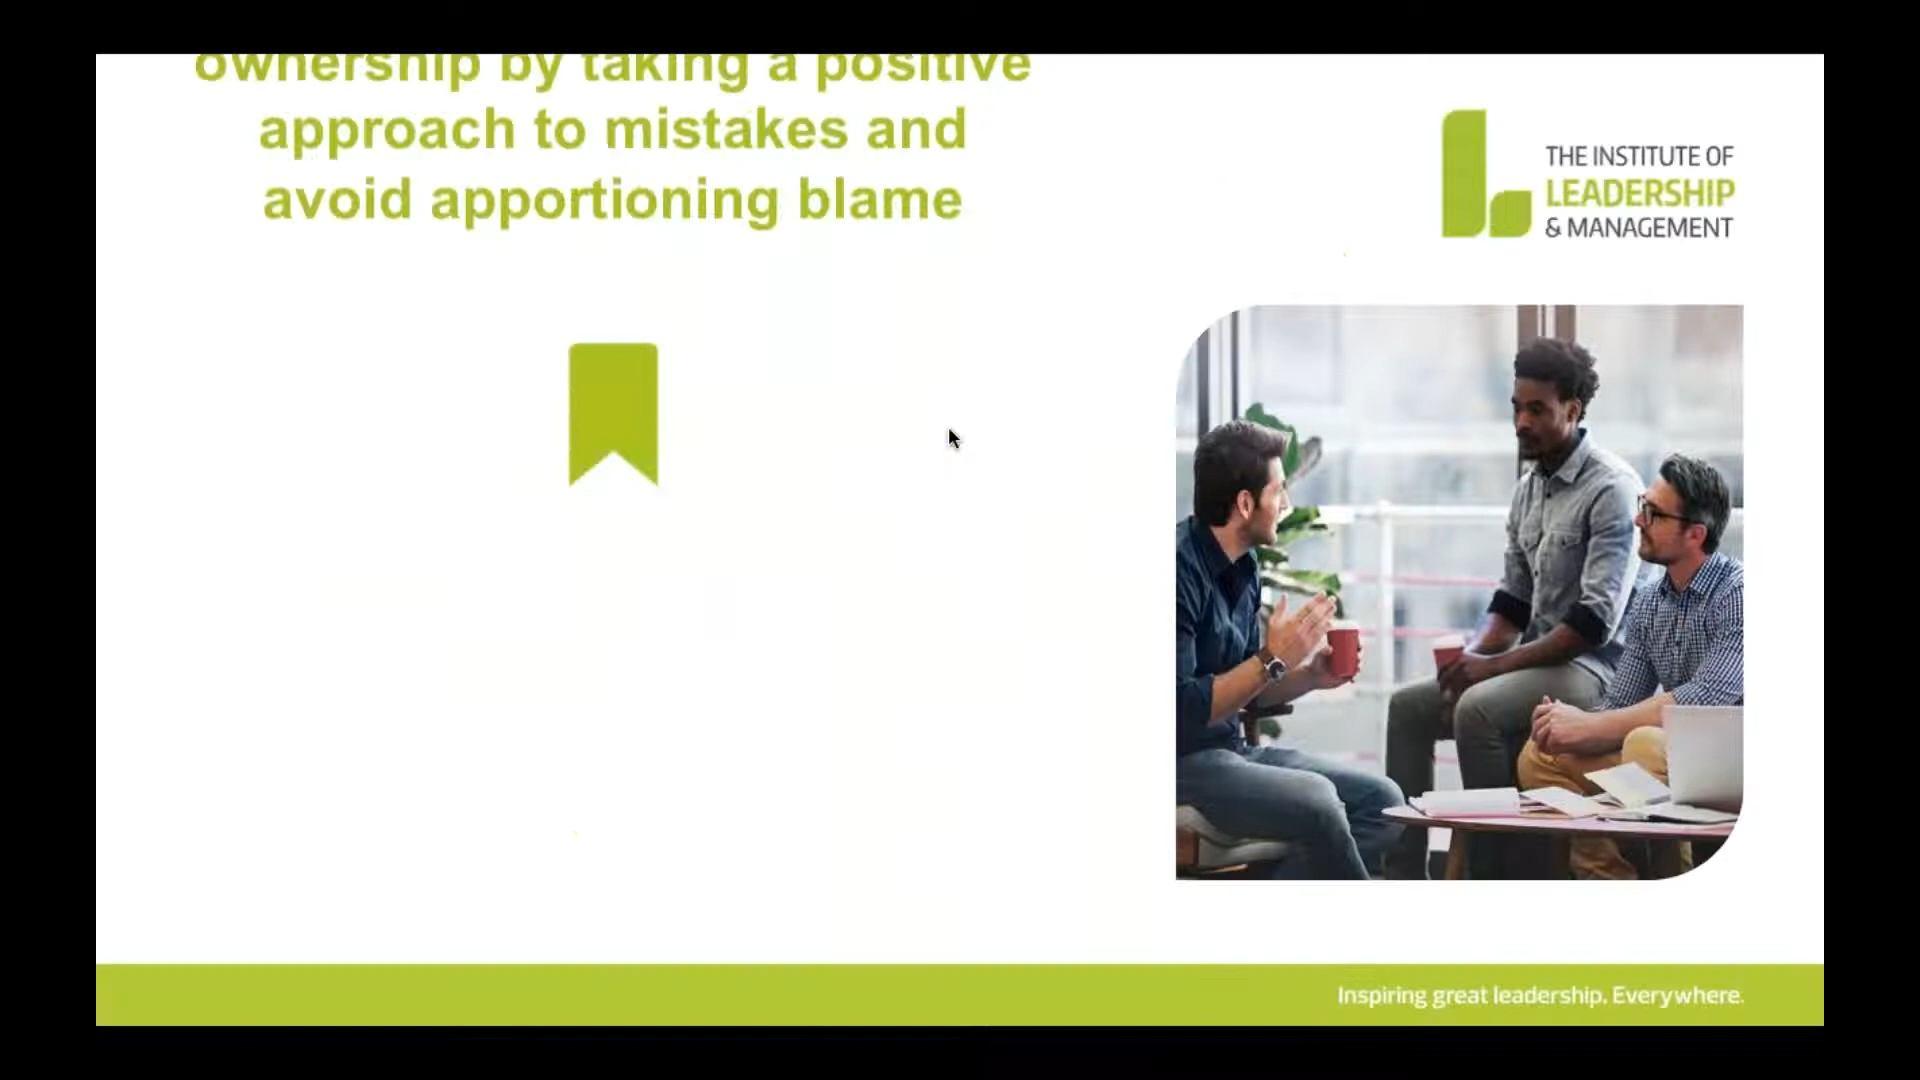 ownership by taking a positive
approach to mistakes and
avoid apportioning blame
THE INSTITUTE OF
LEADERSHIP
& MANAGEMENT
Inspiring great leadership. Everywhere.